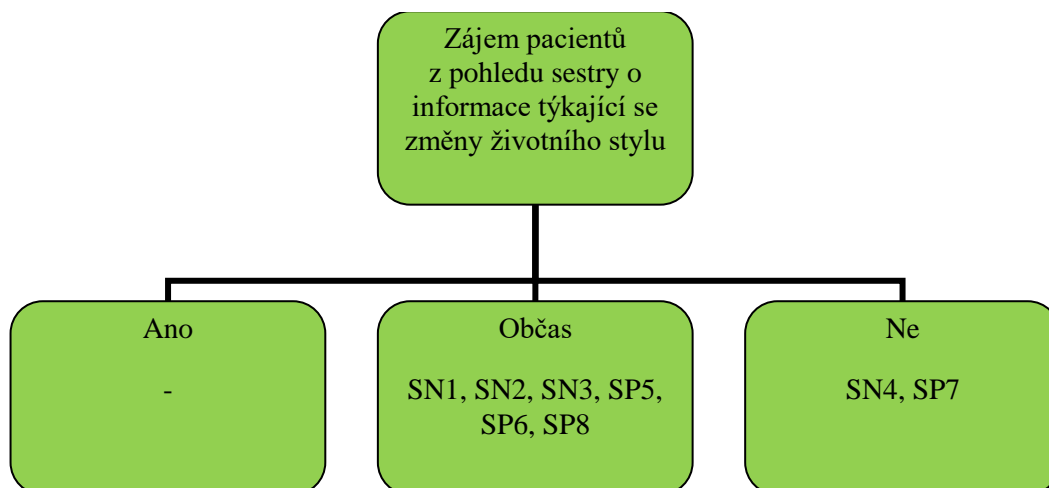 Zájem pacientů
z pohledu sestry o
informace týkající se
změny životního stylu
Ano
-
Občas
SN1, SN2, SN3, SP5,
SP6, SP8
Ne
SN4, SP7